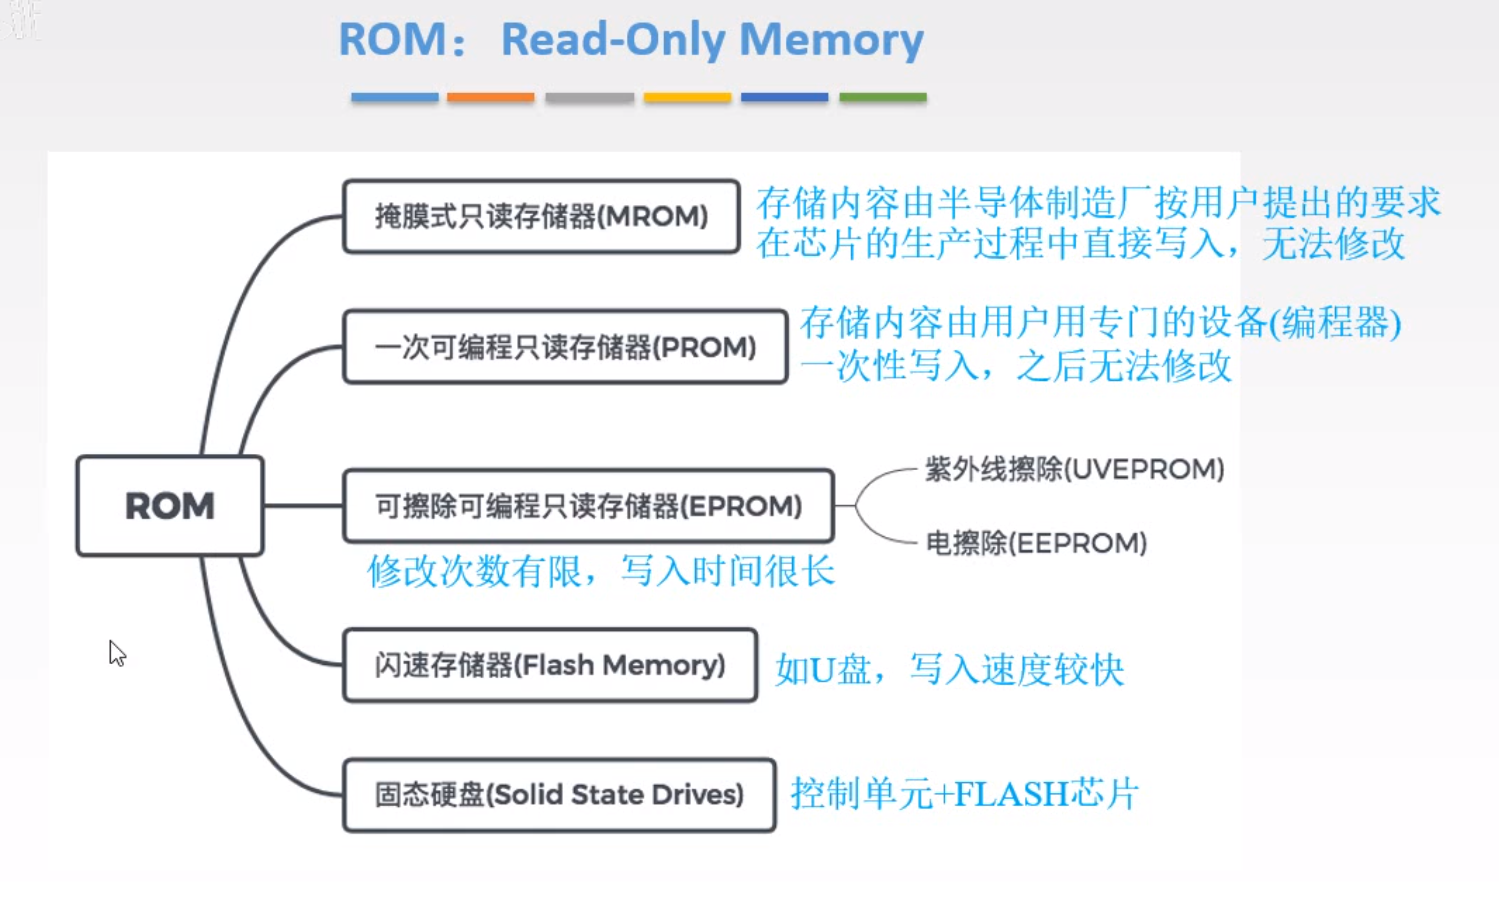 ROM： Read-Only Memory
掩膜式只读存储器(MROM)
存储内容由半导体制造厂按用户提出的要求
在芯片的生产过程中直接写入，无法修改
一次可编程只读存储器(PROM)
存储内容由用户用专门的设备(编程器)
一次性写入，之后无法修改
ROM
可擦除可编程只读存储器(EPROM)
紫外线擦除(UVEPROM)
电擦除(EEPROM)
修改次数有限，写入时间很长
闪速存储器(Flash Memory)
如U盘，写入速度较快
固态硬盘(Solid State Drives)
控制单元+FLASH芯片